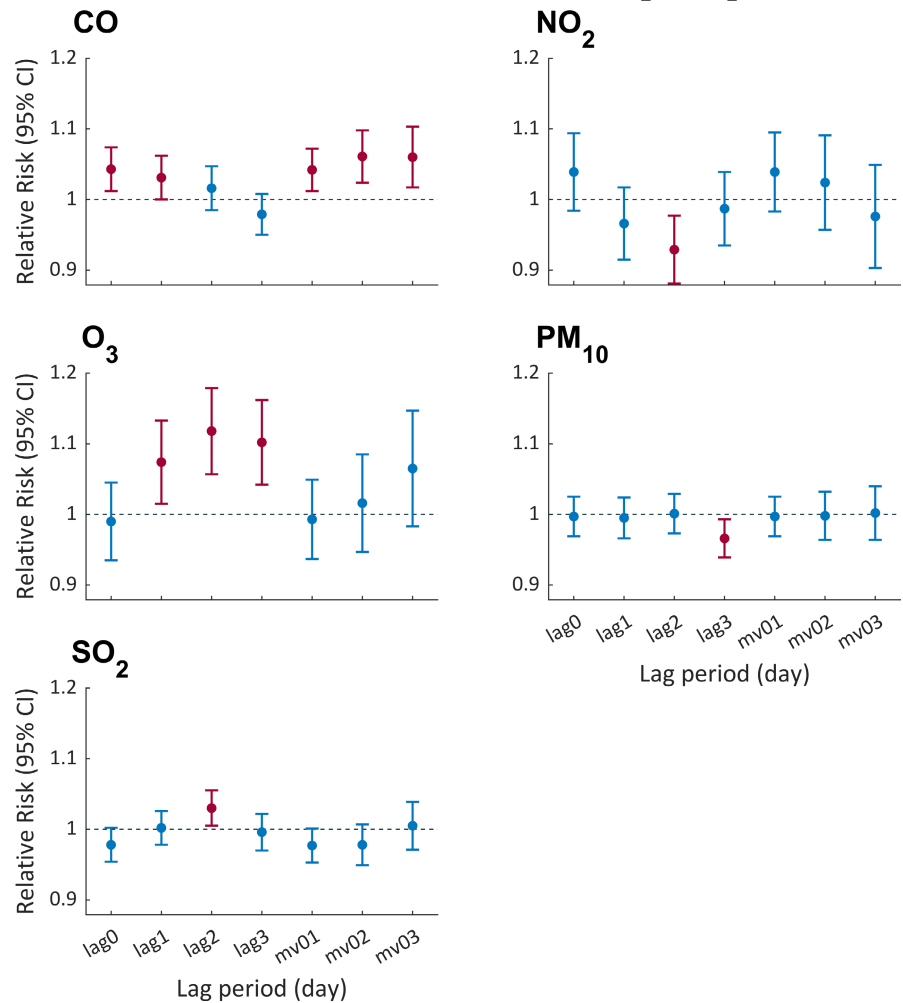 CO
Relative Risk (95% CI)
1.2
1.1
1
0.9
NO2
1.2
1.1
1
0.9
O3
Relative Risk (95% CI)
1.2
1.1
1
0.9
PM10
1.2
1.1
1
0.9
lag0 lag1 lag2 lag3 mv01 mv02 mv03
Lag period (day)
SO2
Relative Risk (95% CI)
1.2
1.1
1
0.9
lag0 lag1 lag2 lag3 mv01 mv02 mv03
Lag period (day)